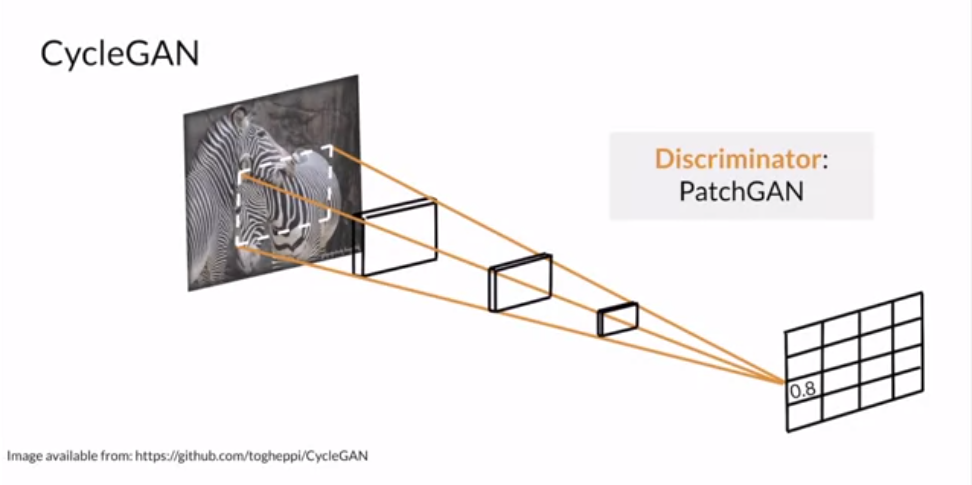 CycleGAN
Discriminator:
PatchGAN
0.8
Image available from: https://github.com/togheppi/CycleGAN